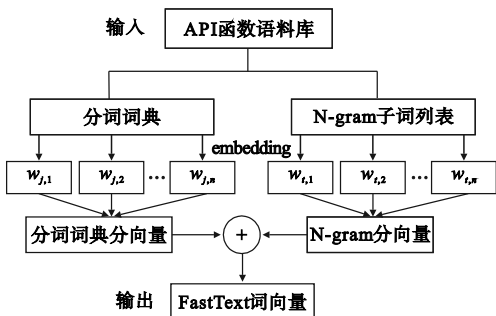 输入 API函数语料库
分词词典 N-gram子词列表
embedding
w_{j,1} w_{j,2} … w_{j,n} w_{t,1} w_{t,2} … w_{t,n}
分词词典分向量 + N-gram分向量
输出 FastText词向量